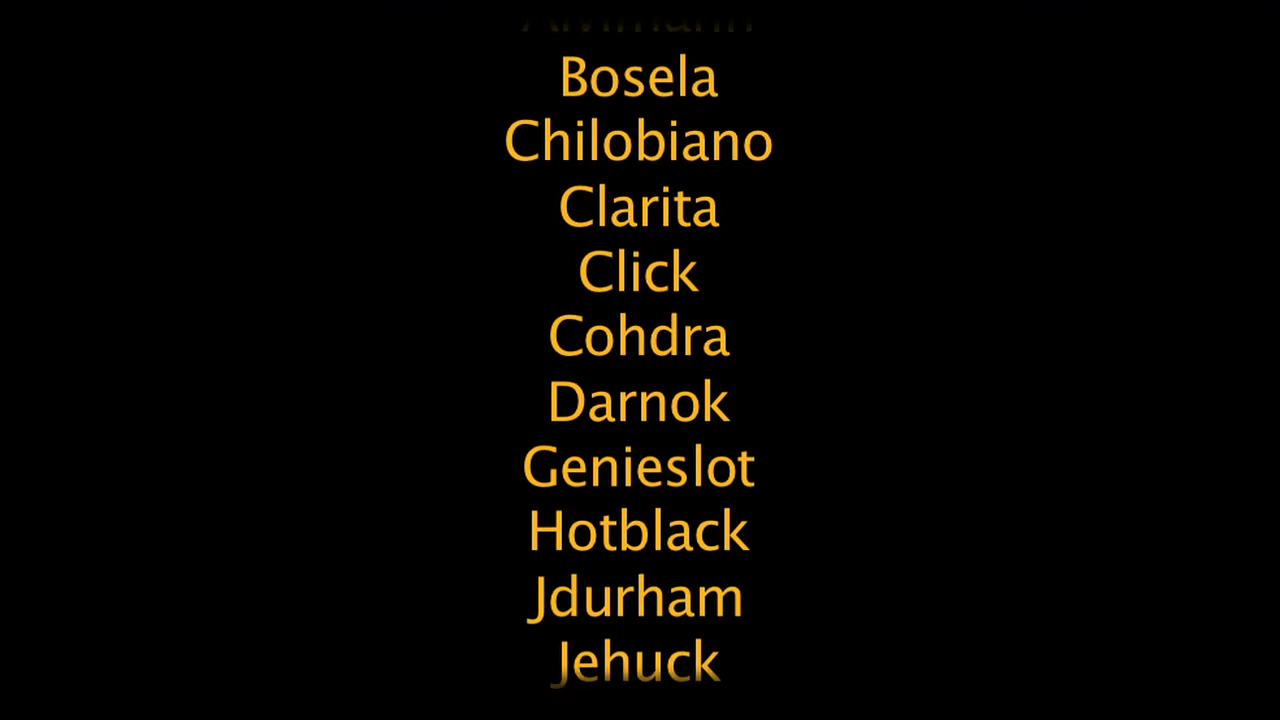 Bosela
Chilobiano
Clarita
Click
Cohdra
Darnok
Genieslot
Hotblack
Jdurham
Jehuck